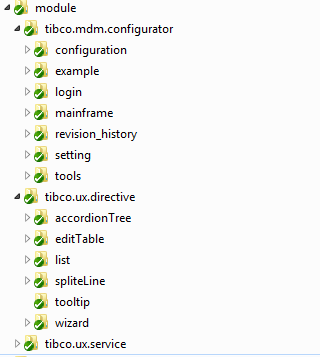 module
tibco.mdm.configurator
configuration
example
login
mainframe
revision_history
setting
tools
tibco.ux.directive
accordionTree
editTable
list
spliteLine
tooltip
wizard
tibco.ux.service